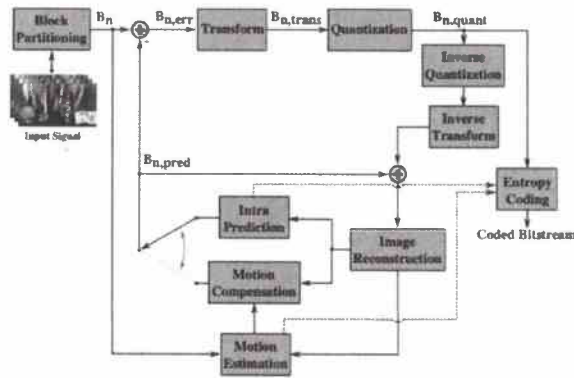 Block
Partitioning
Bn
Bn,err
Transform
Bn,trans
Quantization
Bn,quant
Input Signal
Inverse
Quantization
Inverse
Transform
Bn,pred
Intra
Prediction
Image
Reconstruction
Entropy
Coding
Coded Bitstream
Motion
Compensation
Motion
Estimation